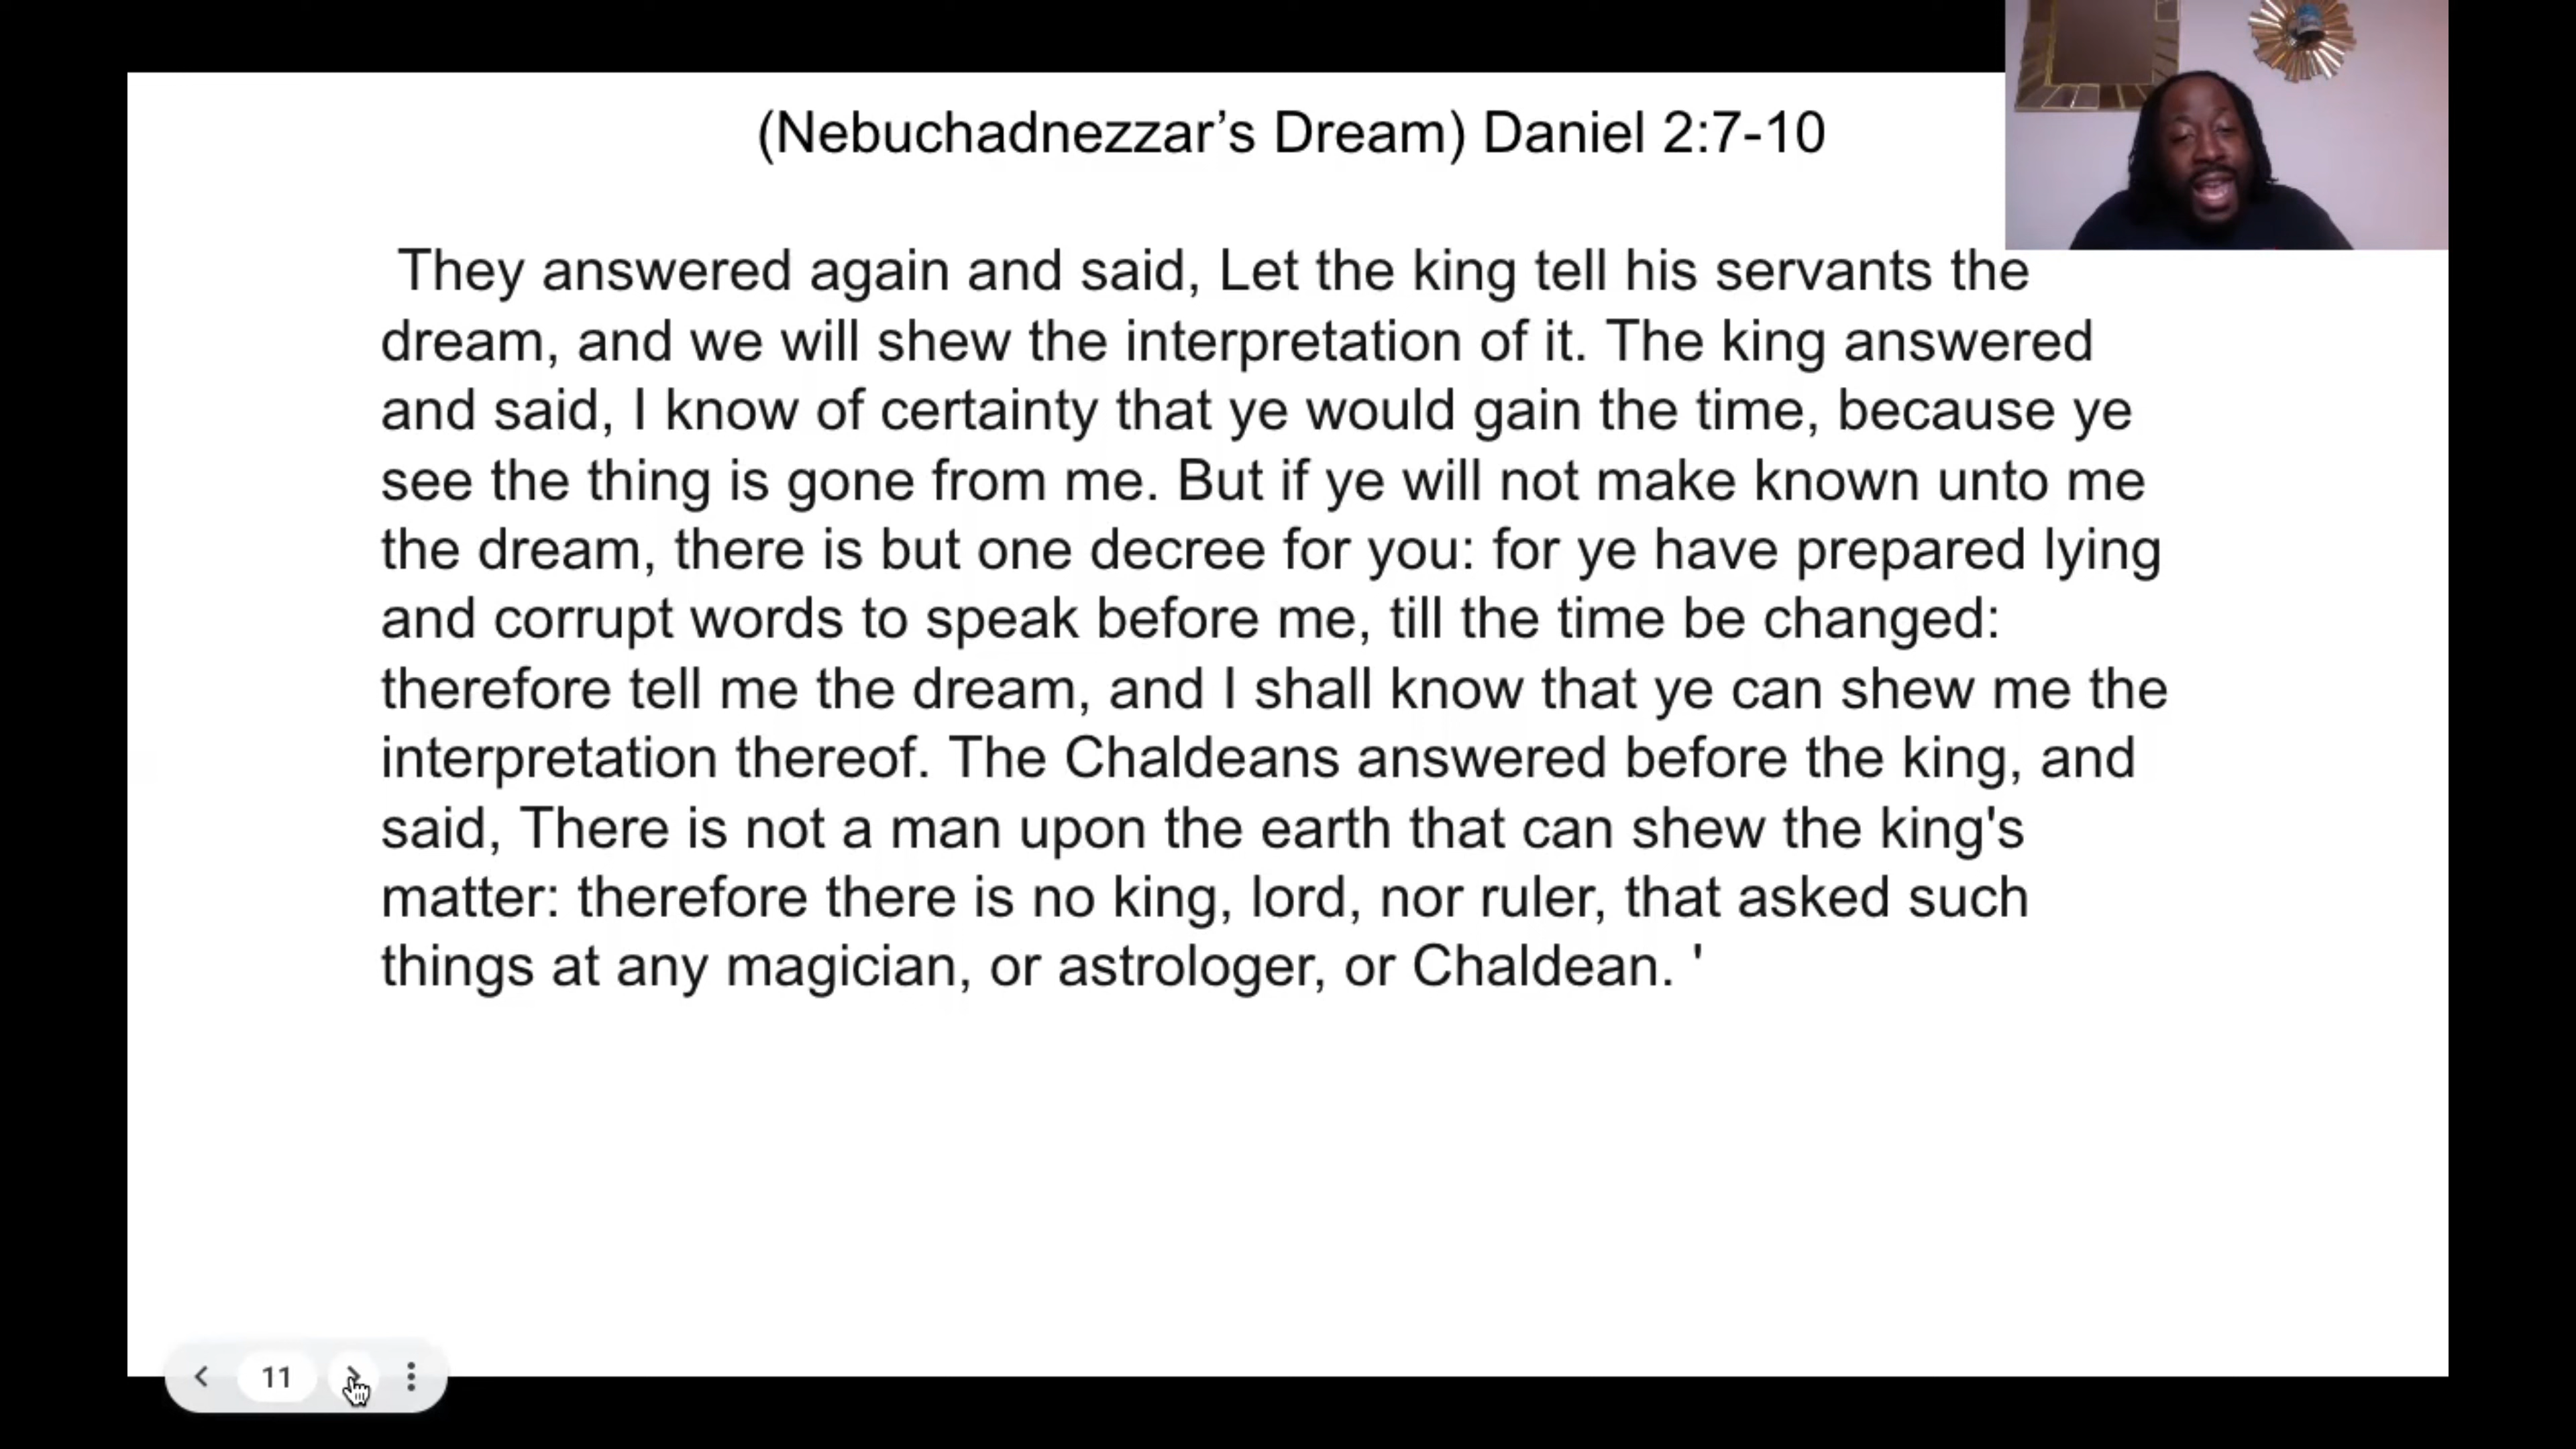 (Nebuchadnezzar’s Dream) Daniel 2:7-10
They answered again and said, Let the king tell his servants the
dream, and we will shew the interpretation of it. The king answered
and said, I know of certainty that ye would gain the time, because ye
see the thing is gone from me. But if ye will not make known unto me
the dream, there is but one decree for you: for ye have prepared lying
and corrupt words to speak before me, till the time be changed:
therefore tell me the dream, and I shall know that ye can shew me the
interpretation thereof. The Chaldeans answered before the king, and
said, There is not a man upon the earth that can shew the king's
matter: therefore there is no king, lord, nor ruler, that asked such
things at any magician, or astrologer, or Chaldean. '
11